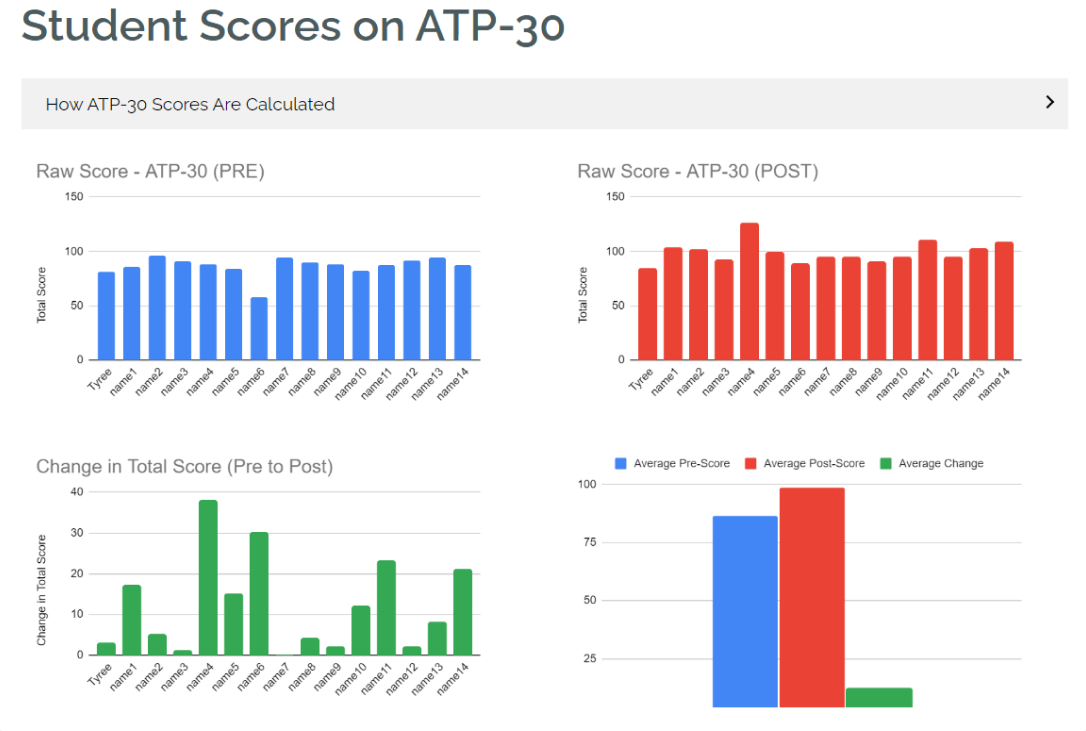 Student Scores on ATP-30
How ATP-30 Scores Are Calculated
Raw Score - ATP-30 (PRE)
150
100
50
0
Total Score
Tyree
name1
name2
name3
name4
name5
name6
name7
name8
name9
name10
name11
name12
name13
name14
Raw Score - ATP-30 (POST)
150
100
50
0
Total Score
Tyree
name1
name2
name3
name4
name5
name6
name7
name8
name9
name10
name11
name12
name13
name14
Change in Total Score (Pre to Post)
40
30
20
10
0
Change in Total Score
Tyree
name1
name2
name3
name4
name5
name6
name7
name8
name9
name10
name11
name12
name13
name14
Average Pre-Score Average Post-Score Average Change
100
75
50
25